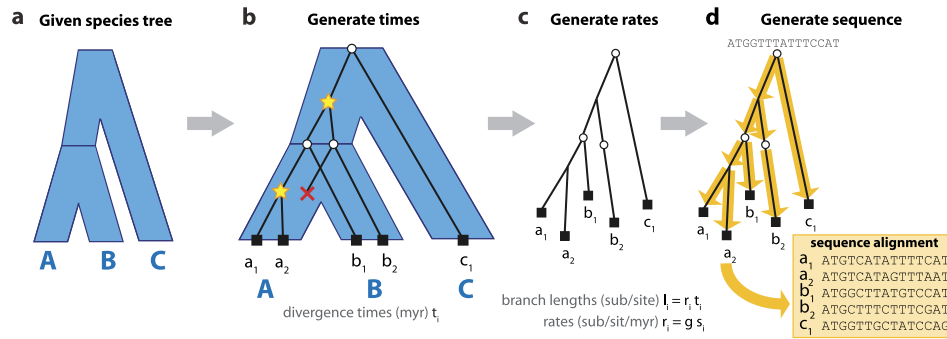 a Given species tree
A B C
b Generate times
a1 a2 b1 b2 c1
A B C
divergence times (myr) ti
c Generate rates
a1 a2 b1 b2 c1
branch lengths (sub/site) li = ri ti
rates (sub/sit/myr) ri = g si
d Generate sequence
ATGGTTTATTTCCAT
a1 a2 b1 b2 c1
sequence alignment
a1 ATGTCATATTTTCAT
a2 ATGTCATAGTTTAAT
b1 ATGGCTTATGTCCAT
b2 ATGCTTTCTTTCGAT
c1 ATGGTTGCTATCCAG